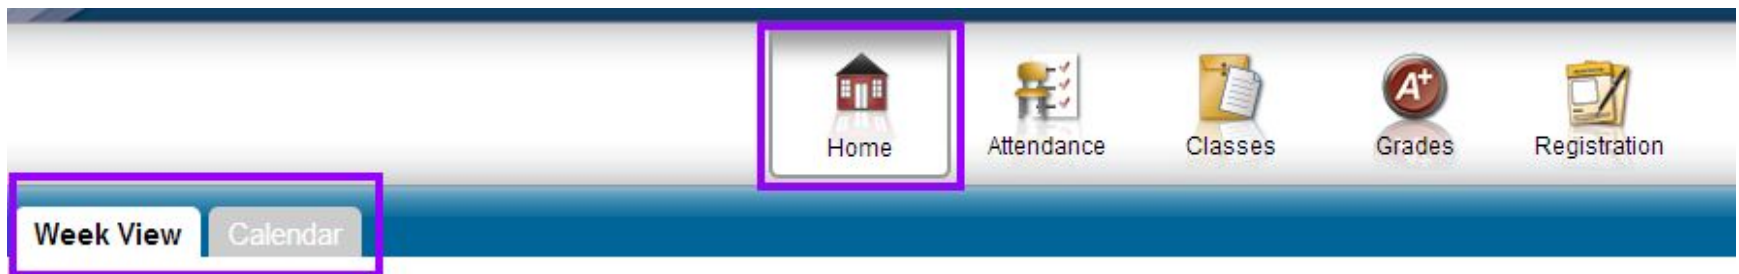 Home Attendance Classes A+ Grades Registration
Week View Calendar